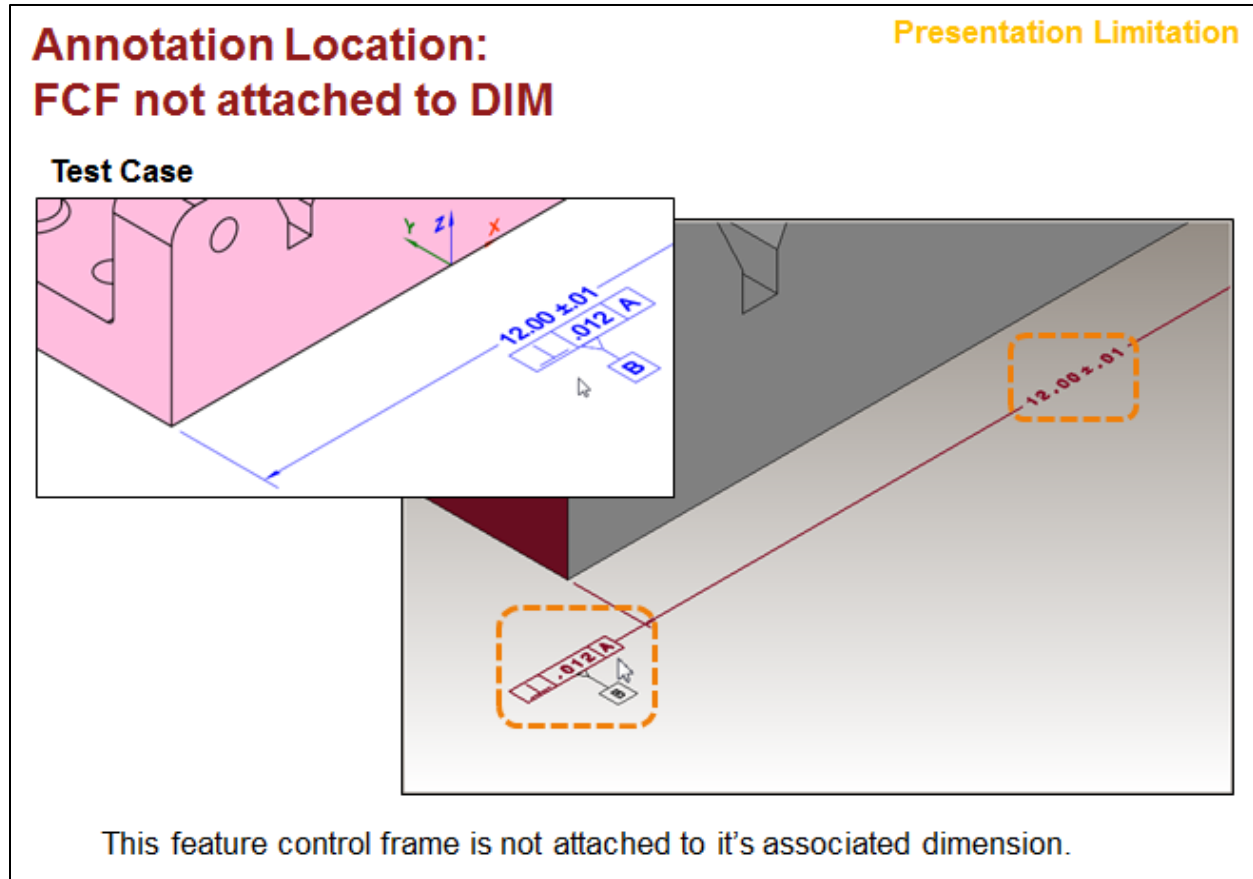 Annotation Location:
FCF not attached to DIM
Presentation Limitation
Test Case
Y Z X
12.00 ±.01
⊥ .012 A
B
12.00±.01
⊥ .012 A
B
This feature control frame is not attached to it's associated dimension.